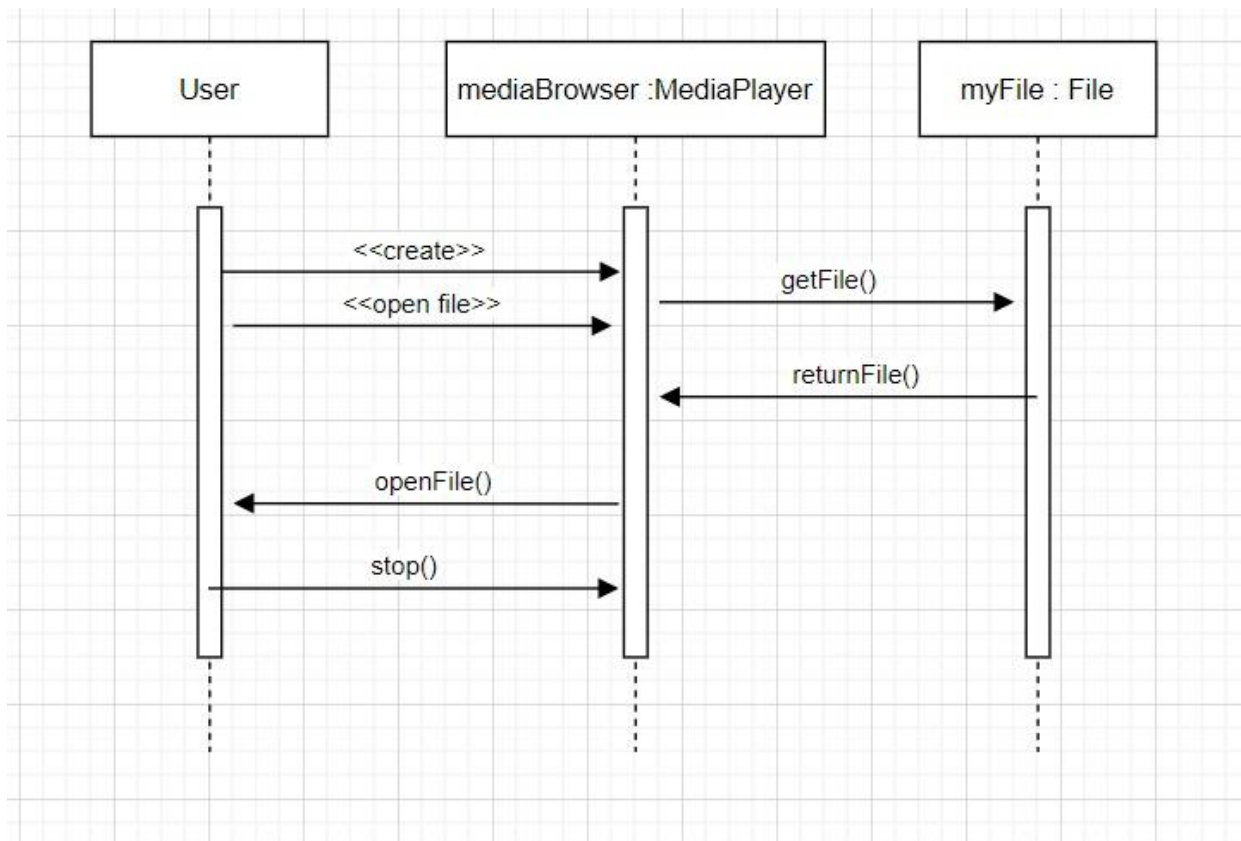 User
mediaBrowser :MediaPlayer
myFile : File
<<create>>
getFile()
<<open file>>
returnFile()
openFile()
stop()